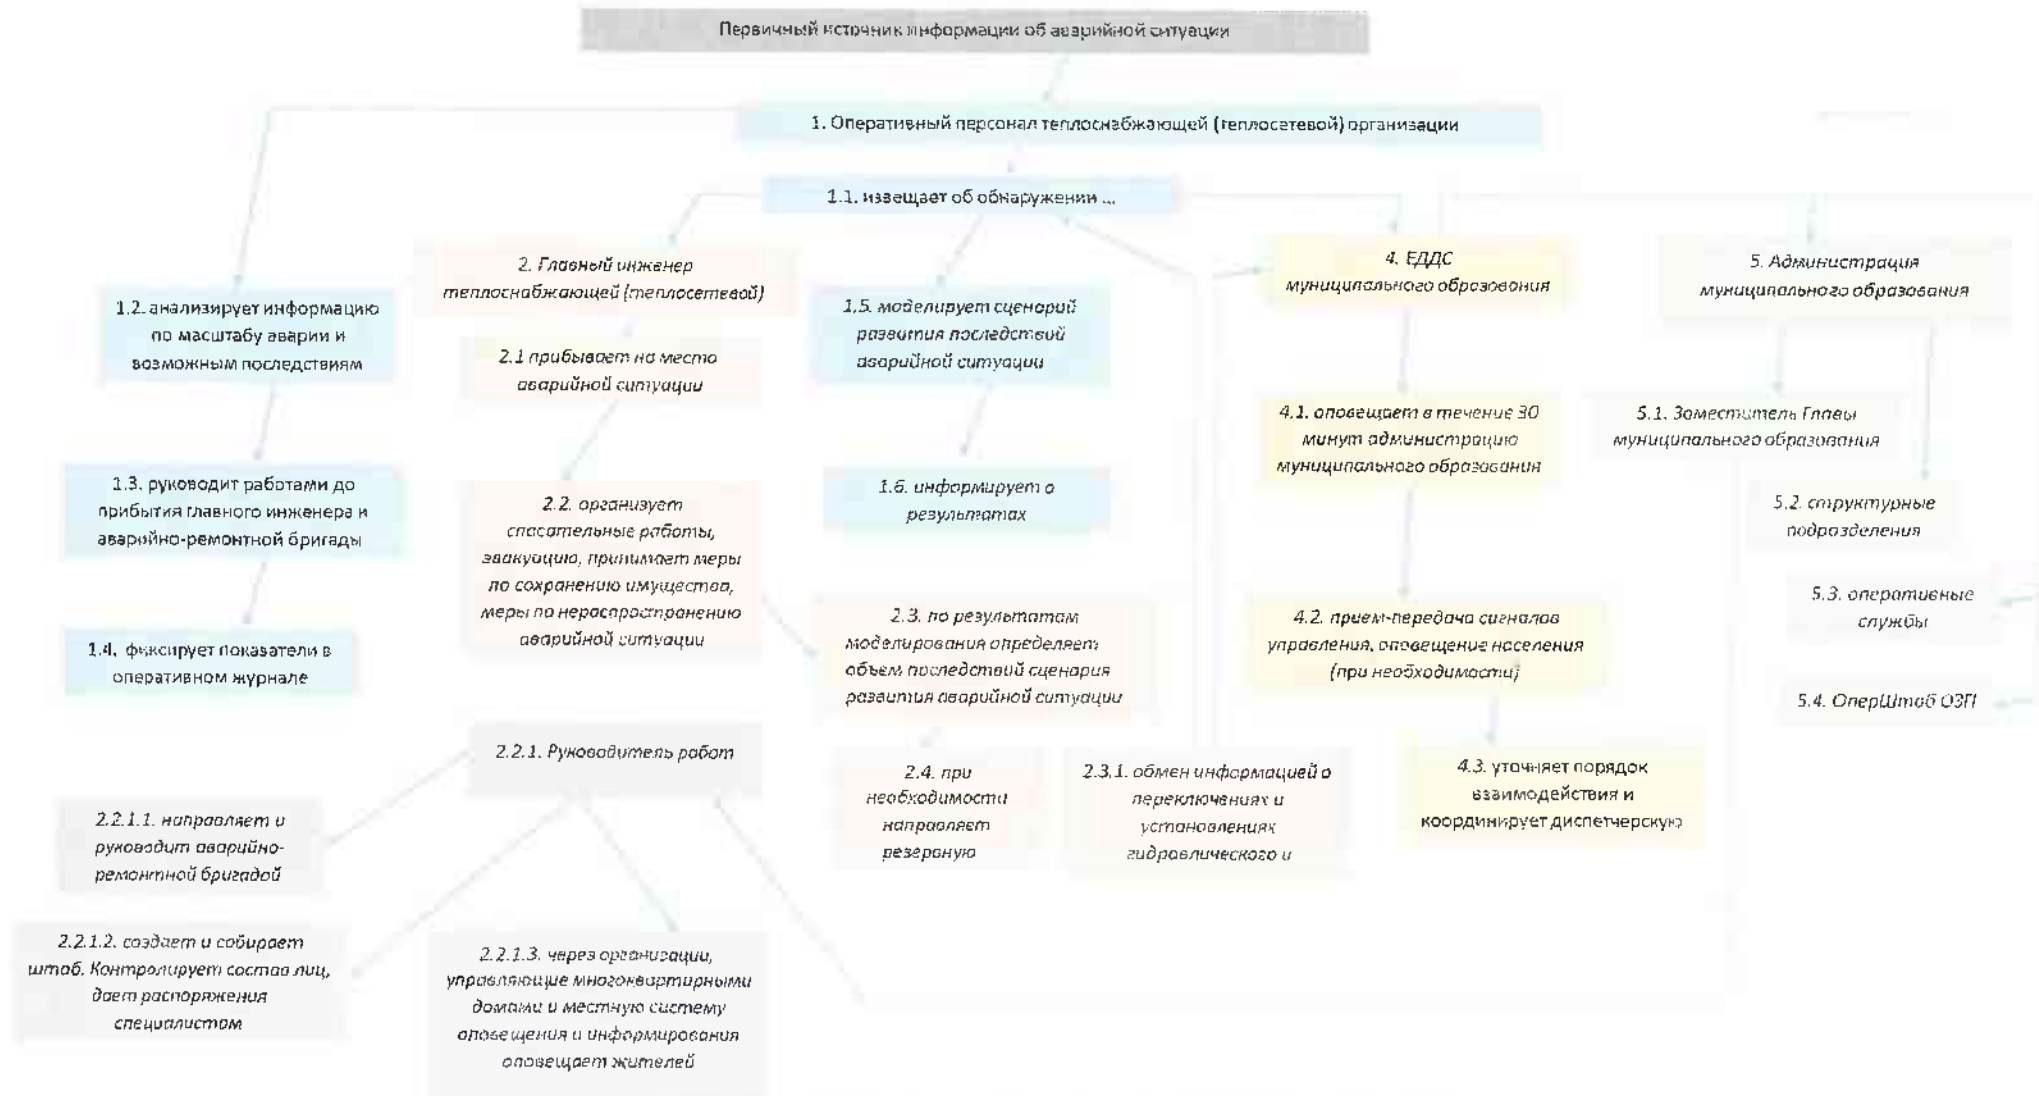 Первичный источник информации об аварийной ситуации
1. Оперативный персонал теплоснабжающей (теплосетевой) организации
1.1. извещает об обнаружении ...
1.2. анализирует информацию
по масштабу аварии и
возможным последствиям
1.3. руководит работами до
прибытия главного инженера и
аварийно-ремонтной бригады
1.4. фиксирует показатели в
оперативном журнале
2. Главный инженер
теплоснабжающей (теплосетевой)
2.1 прибывает на место
аварийной ситуации
2.2. организует
спасательные работы,
эвакуацию, принимает меры
по сохранению имущества,
меры по нераспространению
аварийной ситуации
2.2.1. Руководитель работ
2.2.1.1. направляет и
руководит аварийно-
ремонтной бригадой
2.2.1.2. создает и собирает
штаб. Контролирует состав лиц,
дает распоряжения
специалистам
2.2.1.3. через организации,
управляющие многоквартирными
домами и местную систему
оповещения и информирования
оповещает жителей
1.5. моделирует сценарий
развития последствий
аварийной ситуации
1.6. информирует о
результатах
2.3. по результатам
моделирования определяет
объем последствий сценария
развития аварийной ситуации
2.4. при
необходимости
направляет
резервную
2.3.1. обмен информацией о
переключениях и
установлениях
гидравлического и
4. ЕДДС
муниципального образования
4.1. оповещает в течение 30
минут администрацию
муниципального образования
4.2. прием-передача сигналов
управления, оповещение населения
(при необходимости)
4.3. уточняет порядок
взаимодействия и
координирует диспетчерскую
5. Администрация
муниципального образования
5.1. Заместитель Главы
муниципального образования
5.2. структурные
подразделения
5.3. оперативные
службы
5.4. ОперШтаб ОЗП